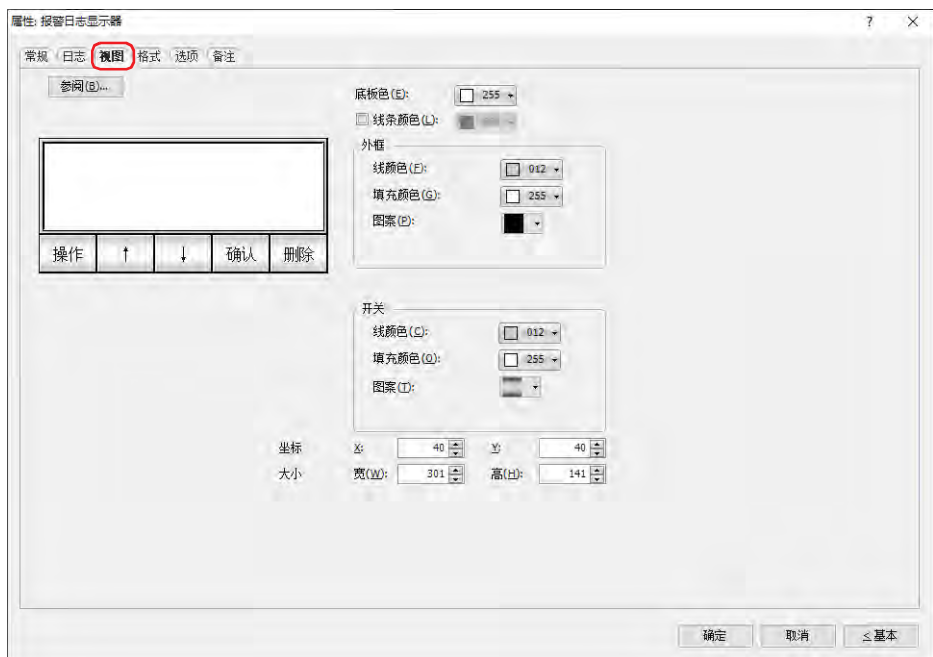 属性: 报警日志显示器 ?
常规 日志 视图 格式 选项 备注
参阅(B)...
底板色(E): 255
线条颜色(L):
外框
线颜色(F): 012
填充颜色(G): 255
图案(P):
操作 ↑ ↓ 确认 删除
开关
线颜色(C): 012
填充颜色(O): 255
图案(T):
坐标 X: 40 Y: 40
大小 宽(W): 301 高(H): 141
确定 取消 <基本